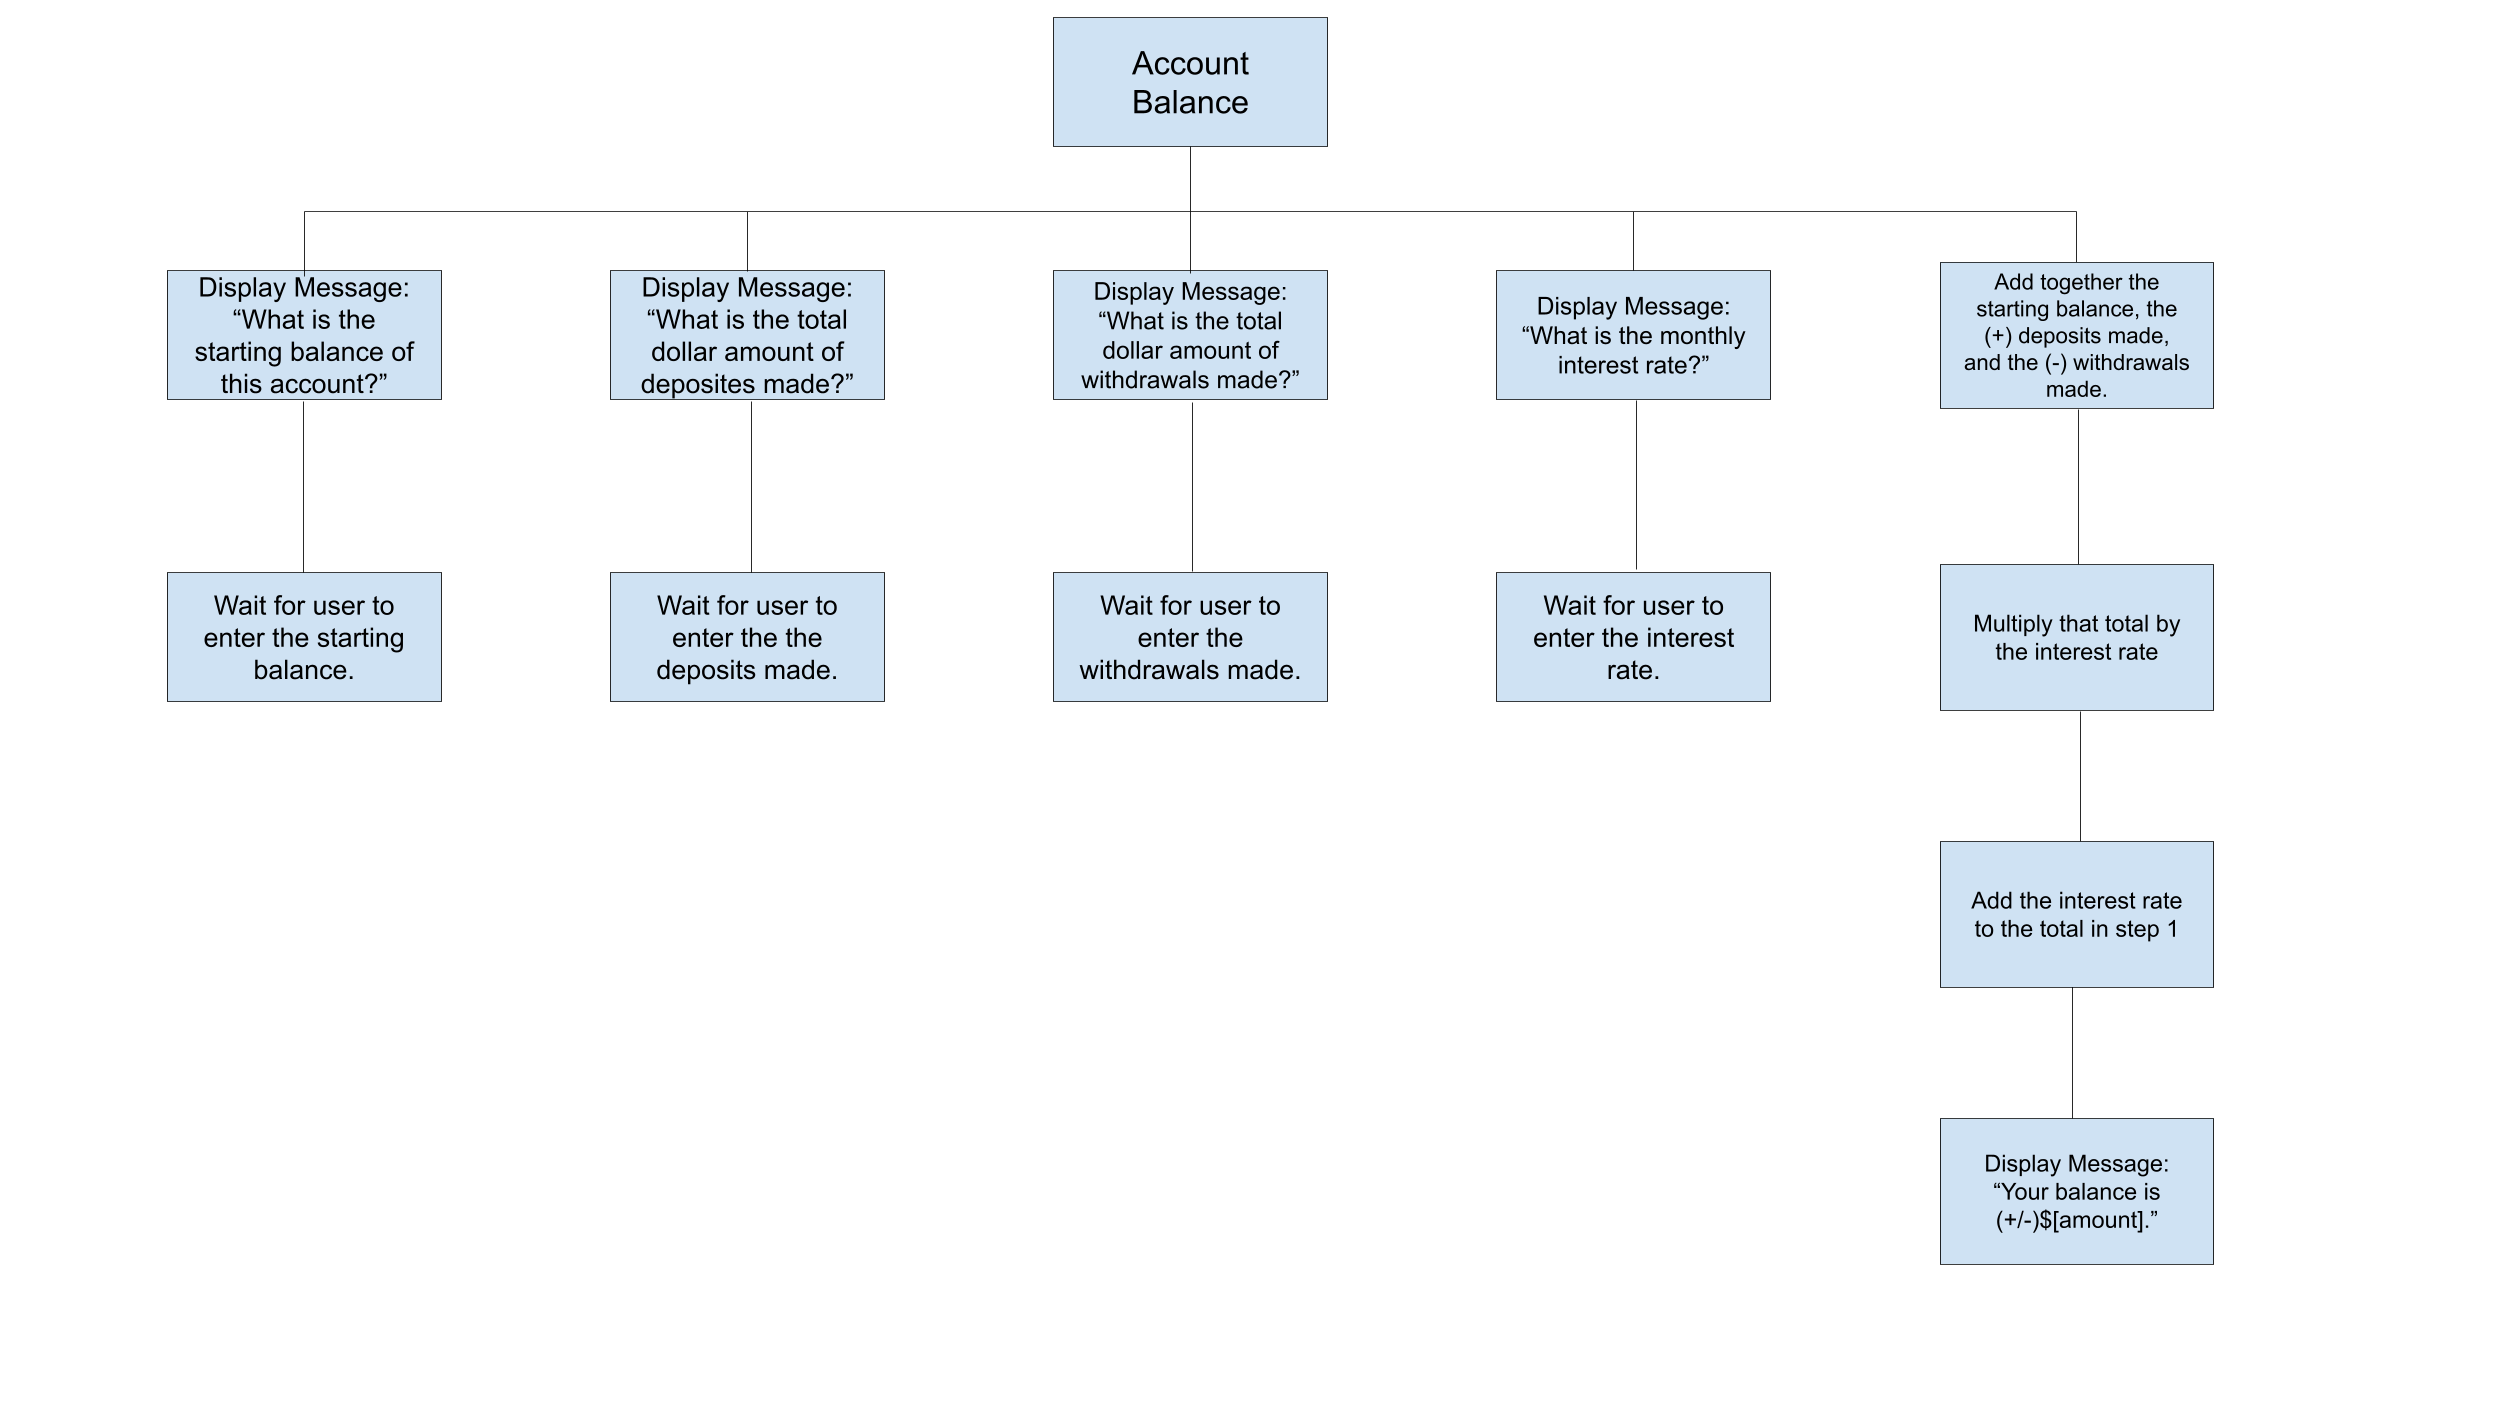 Account
Balance
Display Message:
“What is the
starting balance of
this account?”
Display Message:
“What is the total
dollar amount of
deposites made?”
Display Message:
“What is the total
dollar amount of
withdrawals made?”
Display Message:
“What is the monthly
interest rate?”
Add together the
starting balance, the
(+) deposits made,
and the (-) withdrawals
made.
Wait for user to
enter the starting
balance.
Wait for user to
enter the the
deposits made.
Wait for user to
enter the
withdrawals made.
Wait for user to
enter the interest
rate.
Multiply that total by
the interest rate
Add the interest rate
to the total in step 1
Display Message:
“Your balance is
(+/-)$[amount].”